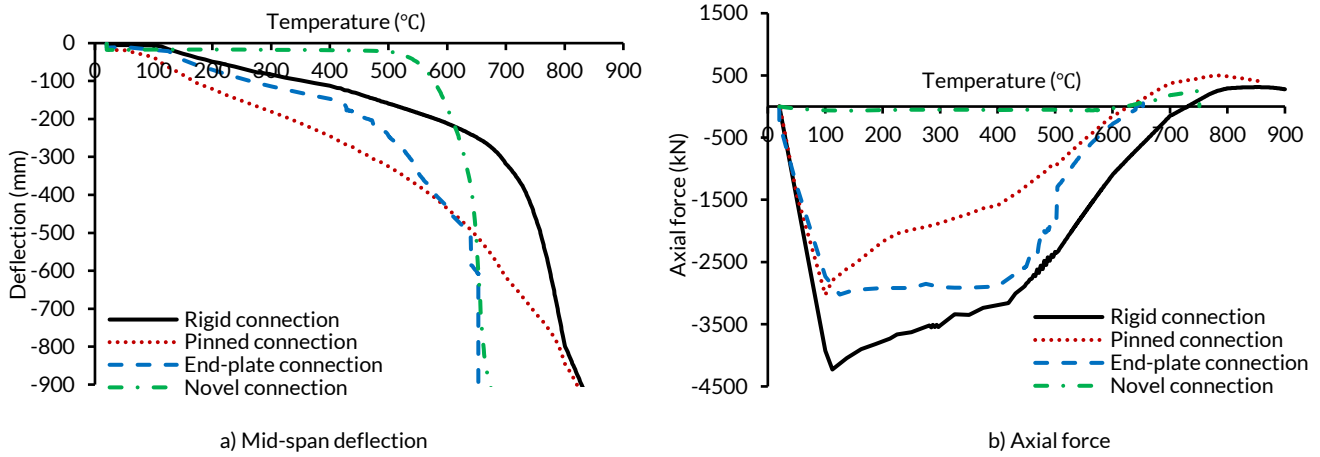 Temperature (℃)
0
-100
-200
-300
-400
-500
-600
-700
-800
-900
0 100 200 300 400 500 600 700 800 900
Deflection (mm)
Rigid connection
Pinned connection
End-plate connection
Novel connection
a) Mid-span deflection
1500
500
-500
-1500
-2500
-3500
-4500
Temperature (℃)
0 100 200 300 400 500 600 700 800 900
Axial force (kN)
Rigid connection
Pinned connection
End-plate connection
Novel connection
b) Axial force